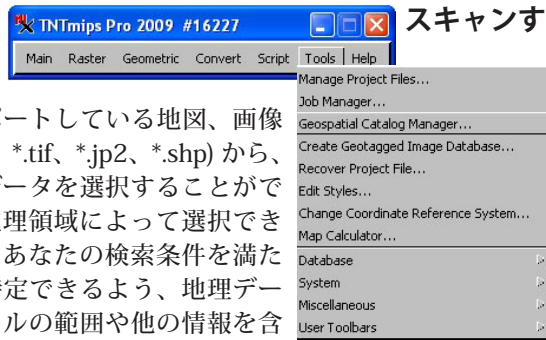 TNTmips Pro 2009 #16227
スキャンす
Main Raster Geometric Convert Script Tools Help
Manage Project Files...
Job Manager...
Geospatial Catalog Manager...
Create Geotagged Image Database...
Recover Project File...
Edit Styles...
Change Coordinate Reference System...
Map Calculator...
Database
System
Miscellaneous
User Toolbars
ポートしている地図、画像
*.tif、*.jp2、*.shp) から、
データを選択することがで
理領域によって選択でき
あなたの検索条件を満た
特定できるよう、地理デー
ルの範囲や他の情報を含